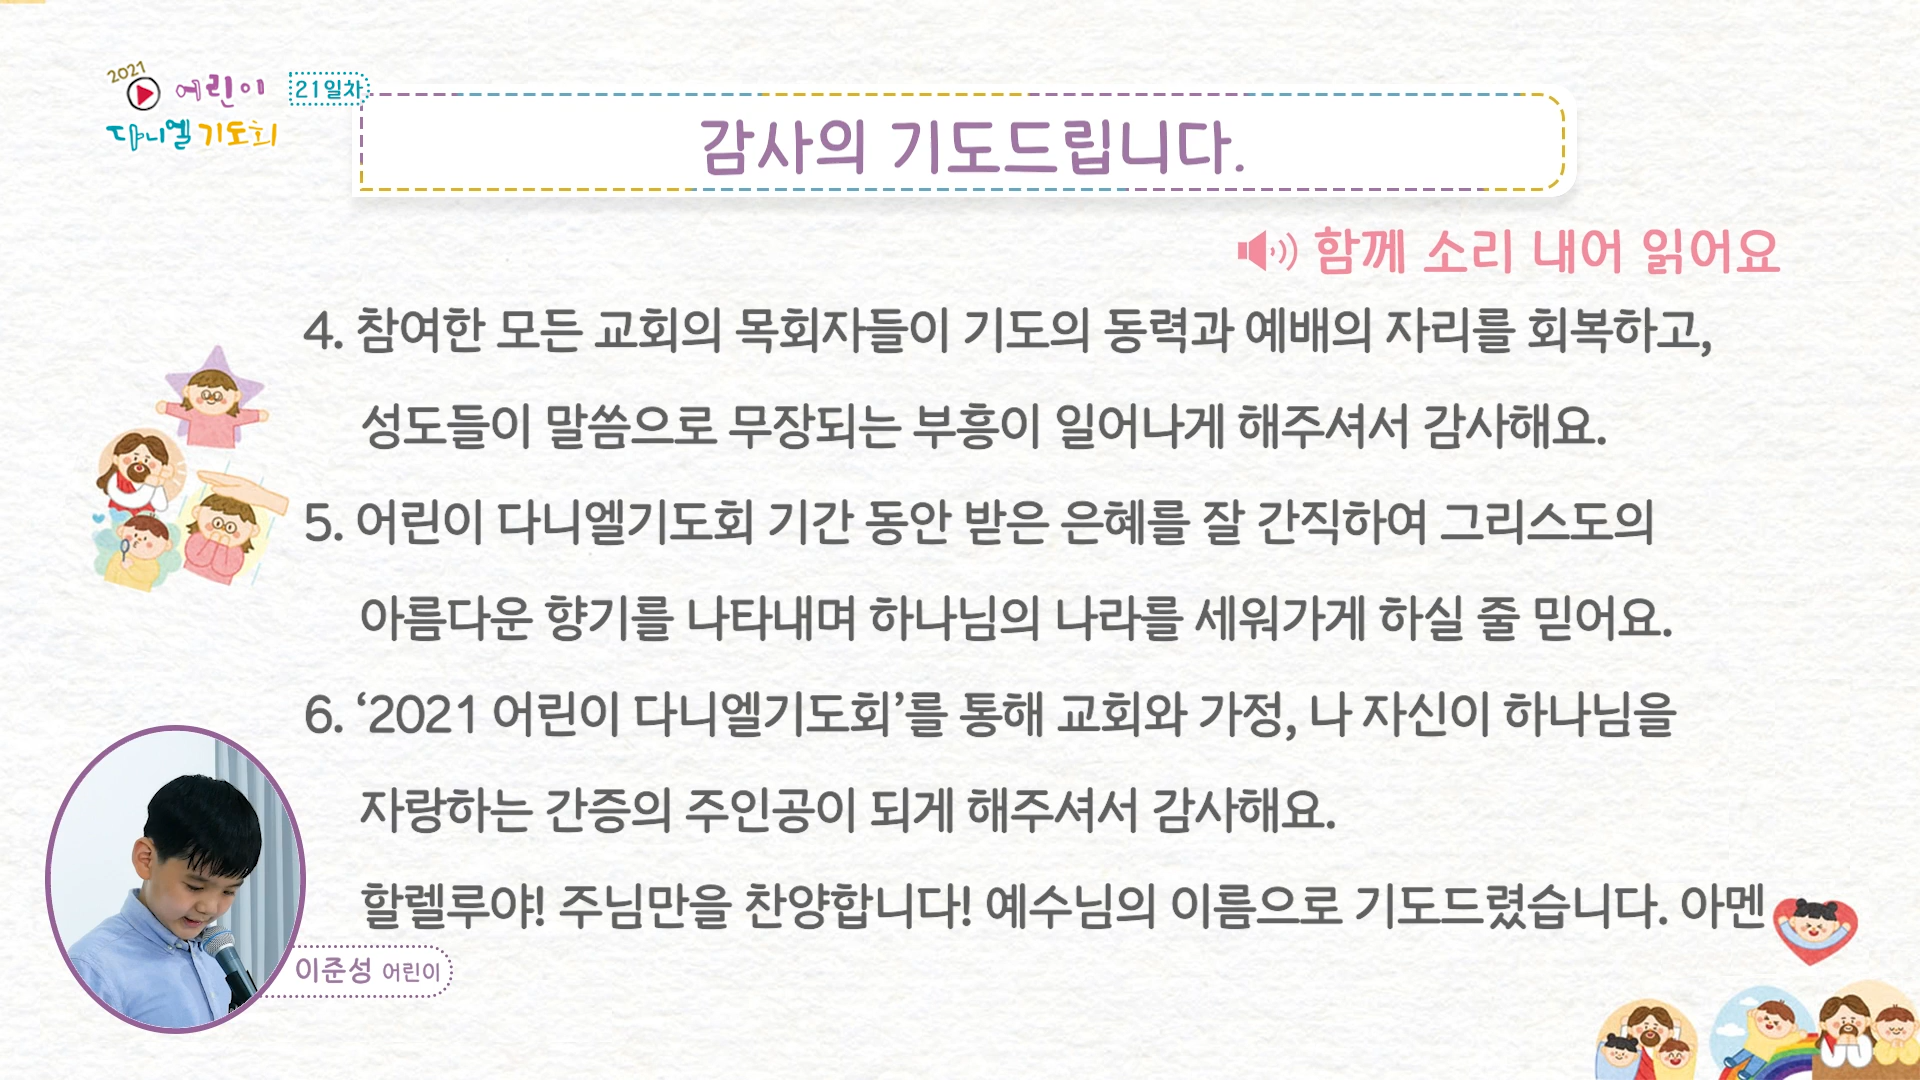 2021
어린이
다니엘기도회
21일차
감사의 기도드립니다.
함께 소리 내어 읽어요
4. 참여한 모든 교회의 목회자들이 기도의 동력과 예배의 자리를 회복하고,
성도들이 말씀으로 무장되는 부흥이 일어나게 해주셔서 감사해요.
5. 어린이 다니엘기도회 기간 동안 받은 은혜를 잘 간직하여 그리스도의
아름다운 향기를 나타내며 하나님의 나라를 세워가게 하실 줄 믿어요.
6. ‘2021 어린이 다니엘기도회’를 통해 교회와 가정, 나 자신이 하나님을
자랑하는 간증의 주인공이 되게 해주셔서 감사해요.
할렐루야! 주님만을 찬양합니다! 예수님의 이름으로 기도드렸습니다. 아멘
이준성 어린이